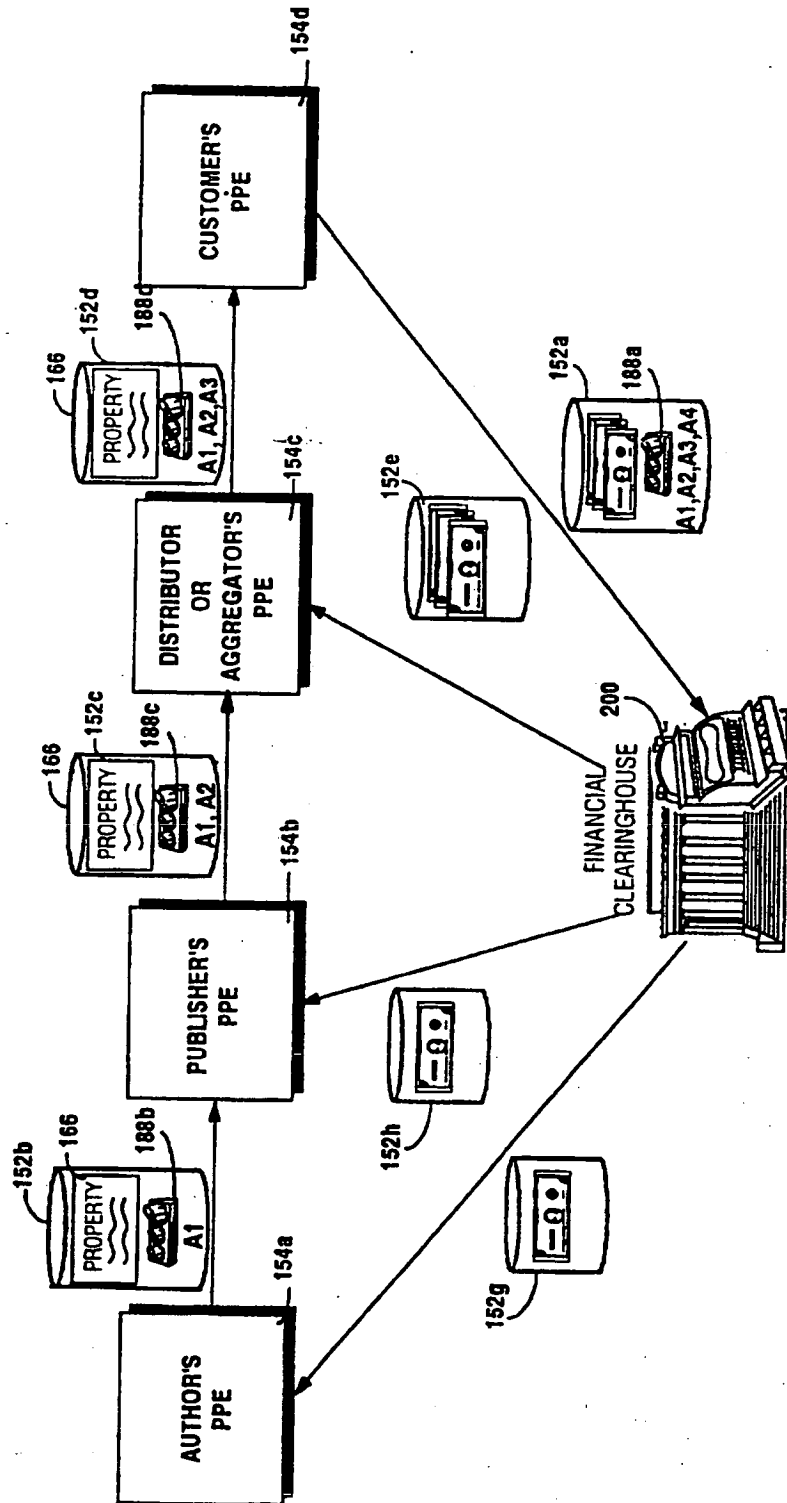 AUTHOR'S
PPE
154a
152b
166
PROPERTY
188b
A1
PUBLISHER'S
PPE
154b
166
152c
PROPERTY
188c
A1, A2
DISTRIBUTOR
OR
AGGREGATOR'S
PPE
154c
166
152d
PROPERTY
188d
A1, A2, A3
CUSTOMER'S
PPE
154d
152g
152h
152e
152a
188a
A1,A2,A3,A4
FINANCIAL
CLEARINGHOUSE
200